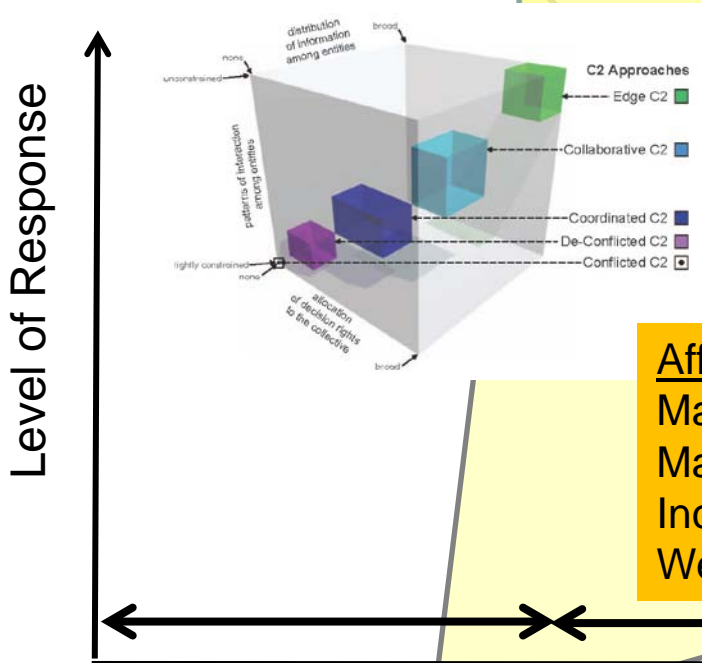 Level of Response
distribution
of information
among entities
broad
none
unconstrained
patterns of interaction
among entities
tightly constrained
none
allocation
of decision rights
to the collective
broad
C2 Approaches
Edge C2
Collaborative C2
Coordinated C2
De-Conflicted C2
Conflicted C2
Aff
Ma
Ma
Inc
We